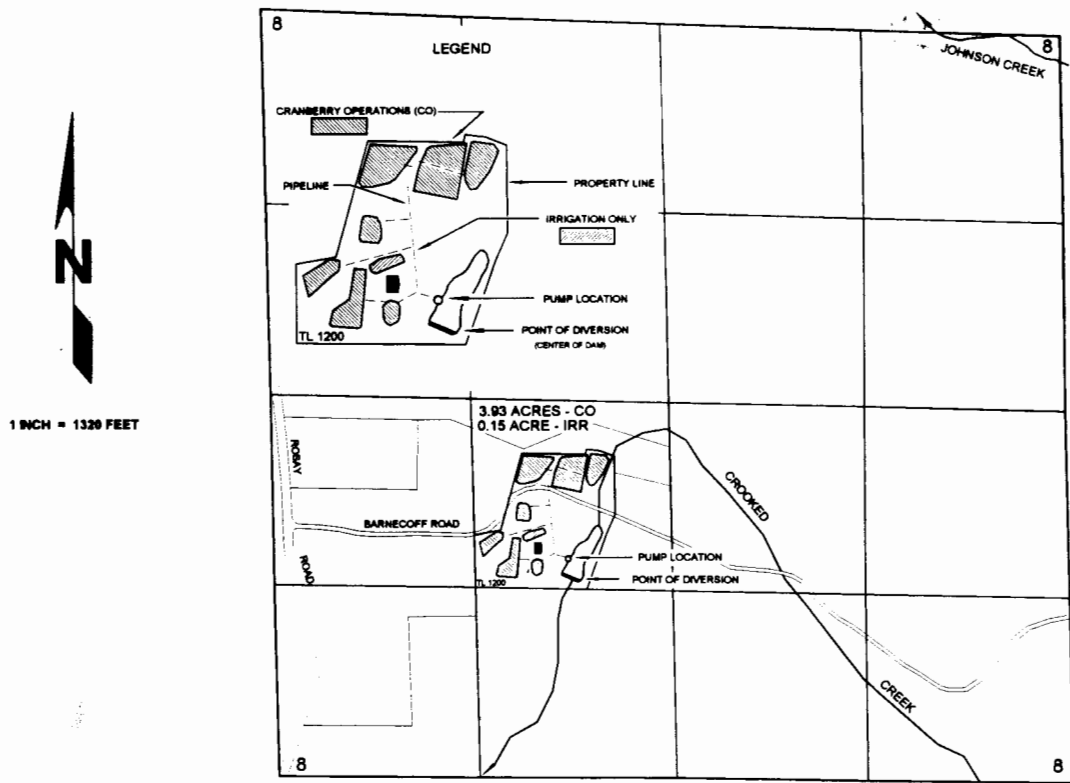 8
8
LEGEND
JOHNSON CREEK
CRANBERRY OPERATIONS (CO)
PIPELINE
PROPERTY LINE
IRRIGATION ONLY
N
PUMP LOCATION
POINT OF DIVERSION
(CENTER OF DAM)
TL 1200
1 INCH = 1320 FEET
3.93 ACRES - CO
0.15 ACRE - IRR
ROSAY
ROAD
BARNECOFF ROAD
CROOKED
CREEK
PUMP LOCATION
POINT OF DIVERSION
TL 1200
8
8